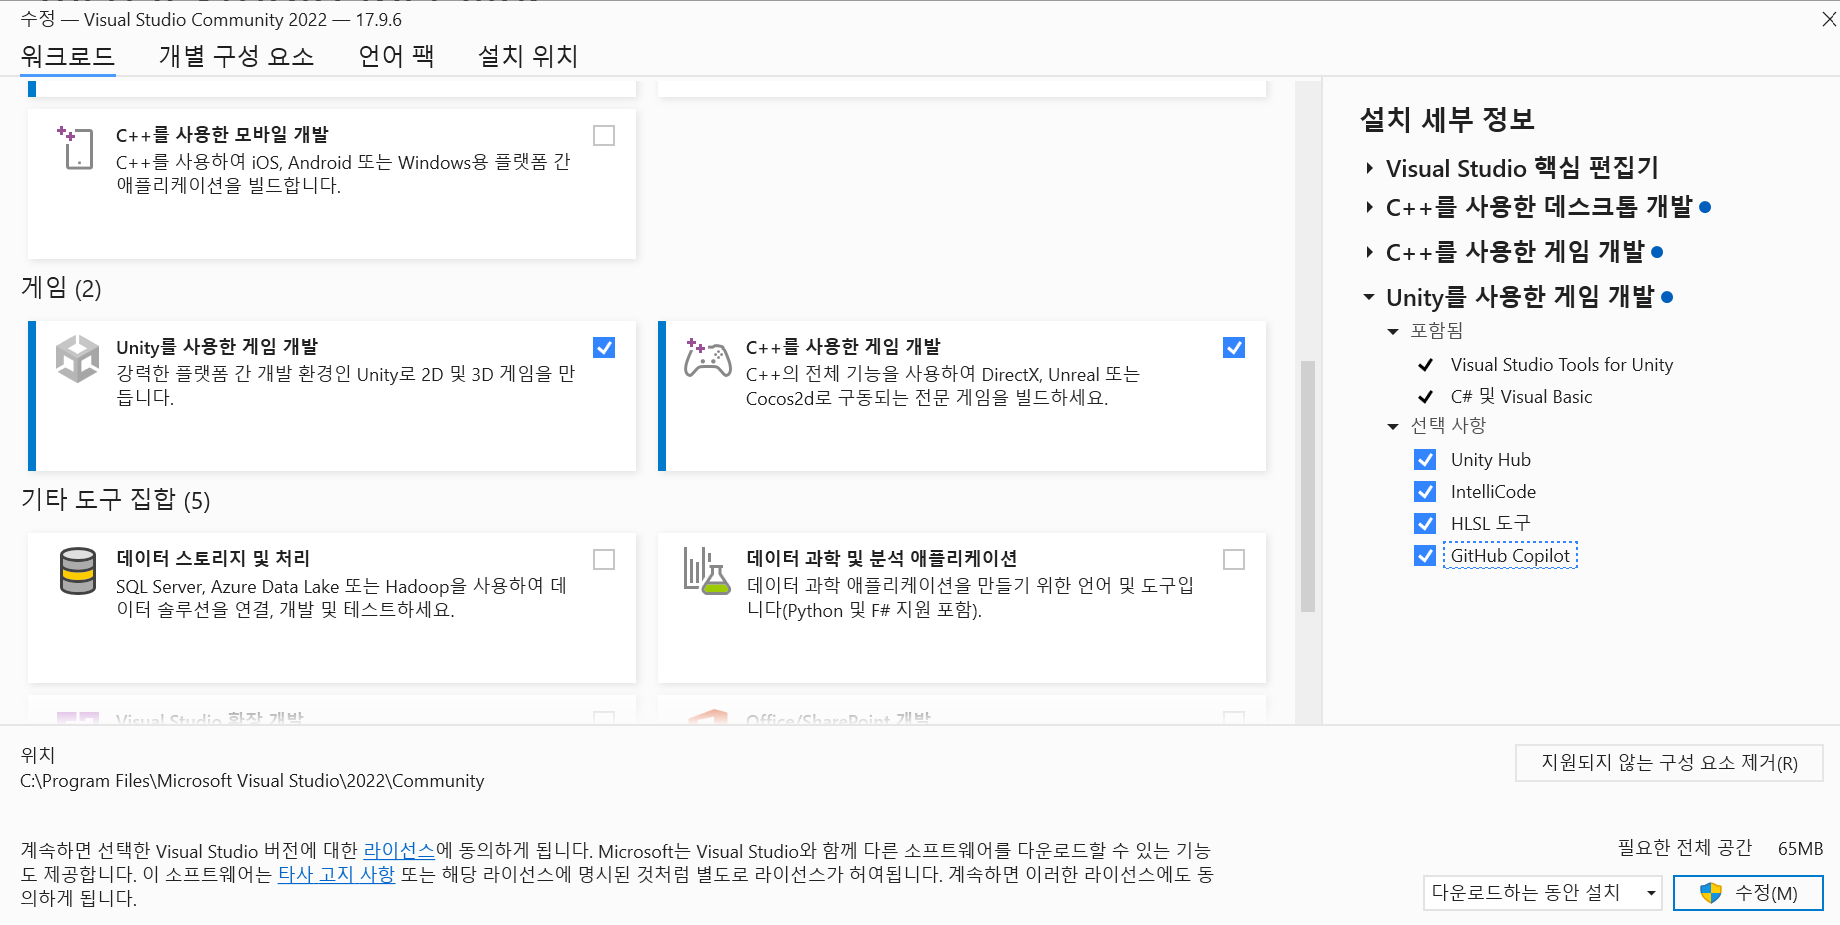 수정 — Visual Studio Community 2022 — 17.9.6
워크로드 개별 구성 요소 언어 팩 설치 위치
C++를 사용한 모바일 개발
C++를 사용하여 iOS, Android 또는 Windows용 플랫폼 간
애플리케이션을 빌드합니다.
게임 (2)
Unity를 사용한 게임 개발
강력한 플랫폼 간 개발 환경인 Unity로 2D 및 3D 게임을 만
듭니다.
C++를 사용한 게임 개발
C++의 전체 기능을 사용하여 DirectX, Unreal 또는
Cocos2d로 구동되는 전문 게임을 빌드하세요.
기타 도구 집합 (5)
데이터 스토리지 및 처리
SQL Server, Azure Data Lake 또는 Hadoop을 사용하여 데
이터 솔루션을 연결, 개발 및 테스트하세요.
데이터 과학 및 분석 애플리케이션
데이터 과학 애플리케이션을 만들기 위한 언어 및 도구입
니다(Python 및 F# 지원 포함).
Visual Studio 확장 개발
Office/SharePoint 개발
설치 세부 정보
Visual Studio 핵심 편집기
C++를 사용한 데스크톱 개발
C++를 사용한 게임 개발
Unity를 사용한 게임 개발
포함됨
Visual Studio Tools for Unity
C# 및 Visual Basic
선택 사항
Unity Hub
IntelliCode
HLSL 도구
GitHub Copilot
위치
C:\Program Files\Microsoft Visual Studio\2022\Community
지원되지 않는 구성 요소 제거(R)
계속하면 선택한 Visual Studio 버전에 대한 라이선스에 동의하게 됩니다. Microsoft는 Visual Studio와 함께 다른 소프트웨어를 다운로드할 수 있는 기능
도 제공합니다. 이 소프트웨어는 타사 고지 사항 또는 해당 라이선스에 명시된 것처럼 별도로 라이선스가 허여됩니다. 계속하면 이러한 라이선스에도 동
의하게 됩니다.
필요한 전체 공간 65MB
다운로드하는 동안 설치
수정(M)